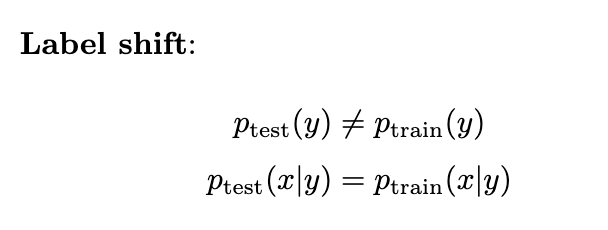 Label shift:
p_test(y) ≠ p_train(y)
p_test(x|y) = p_train(x|y)